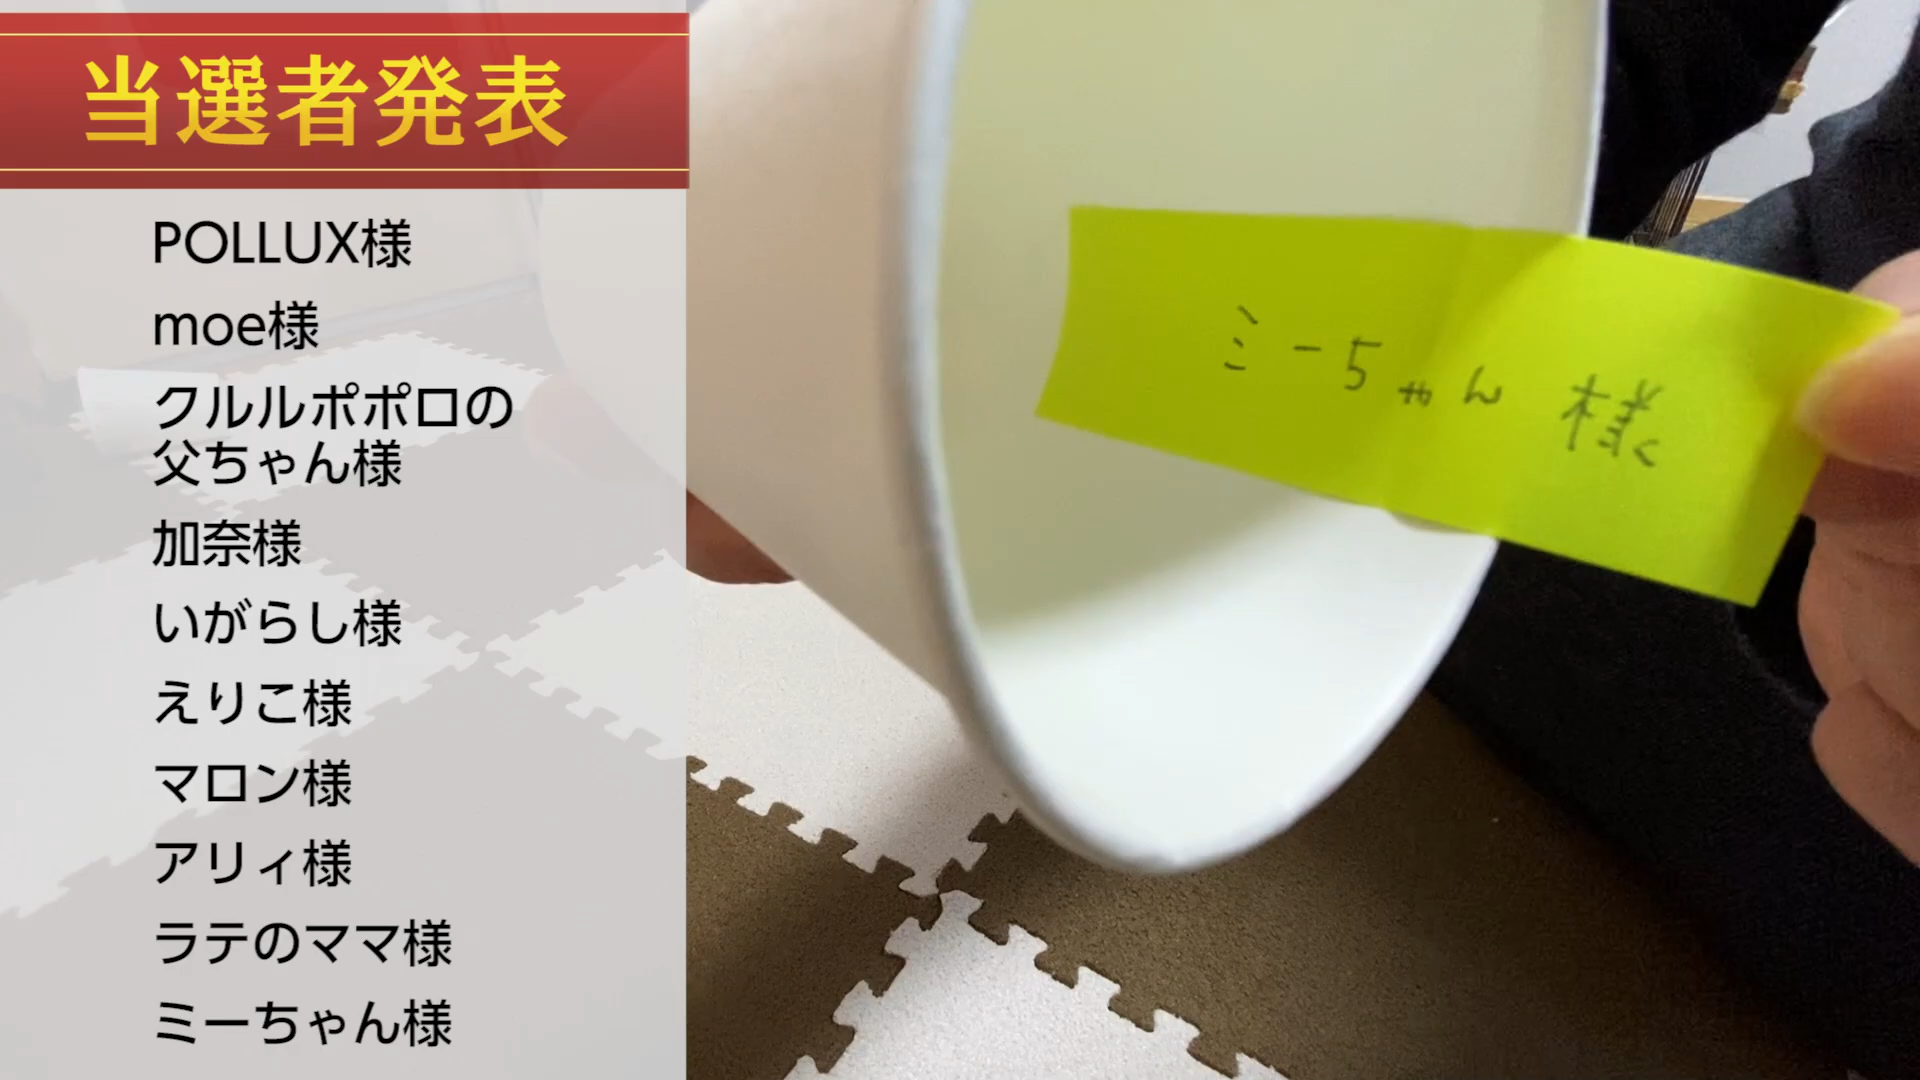 当選者発表
POLLUX様
moe様
クルルポポロの
父ちゃん様
加奈様
いがらし様
えりこ様
マロン様
アリィ様
ラテのママ様
ミーちゃん様
ミーちゃん 様